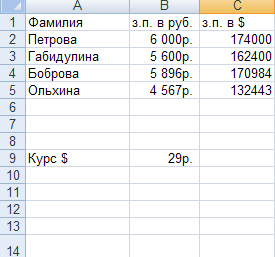 A B C
1 Фамилия з.п. в руб. з.п. в $
2 Петрова 6 000р. 174000
3 Габидулина 5 600р. 162400
4 Боброва 5 896р. 170984
5 Ольхина 4 567р. 132443
6
7
8
9 Курс $ 29р.
10
11
12
13
14